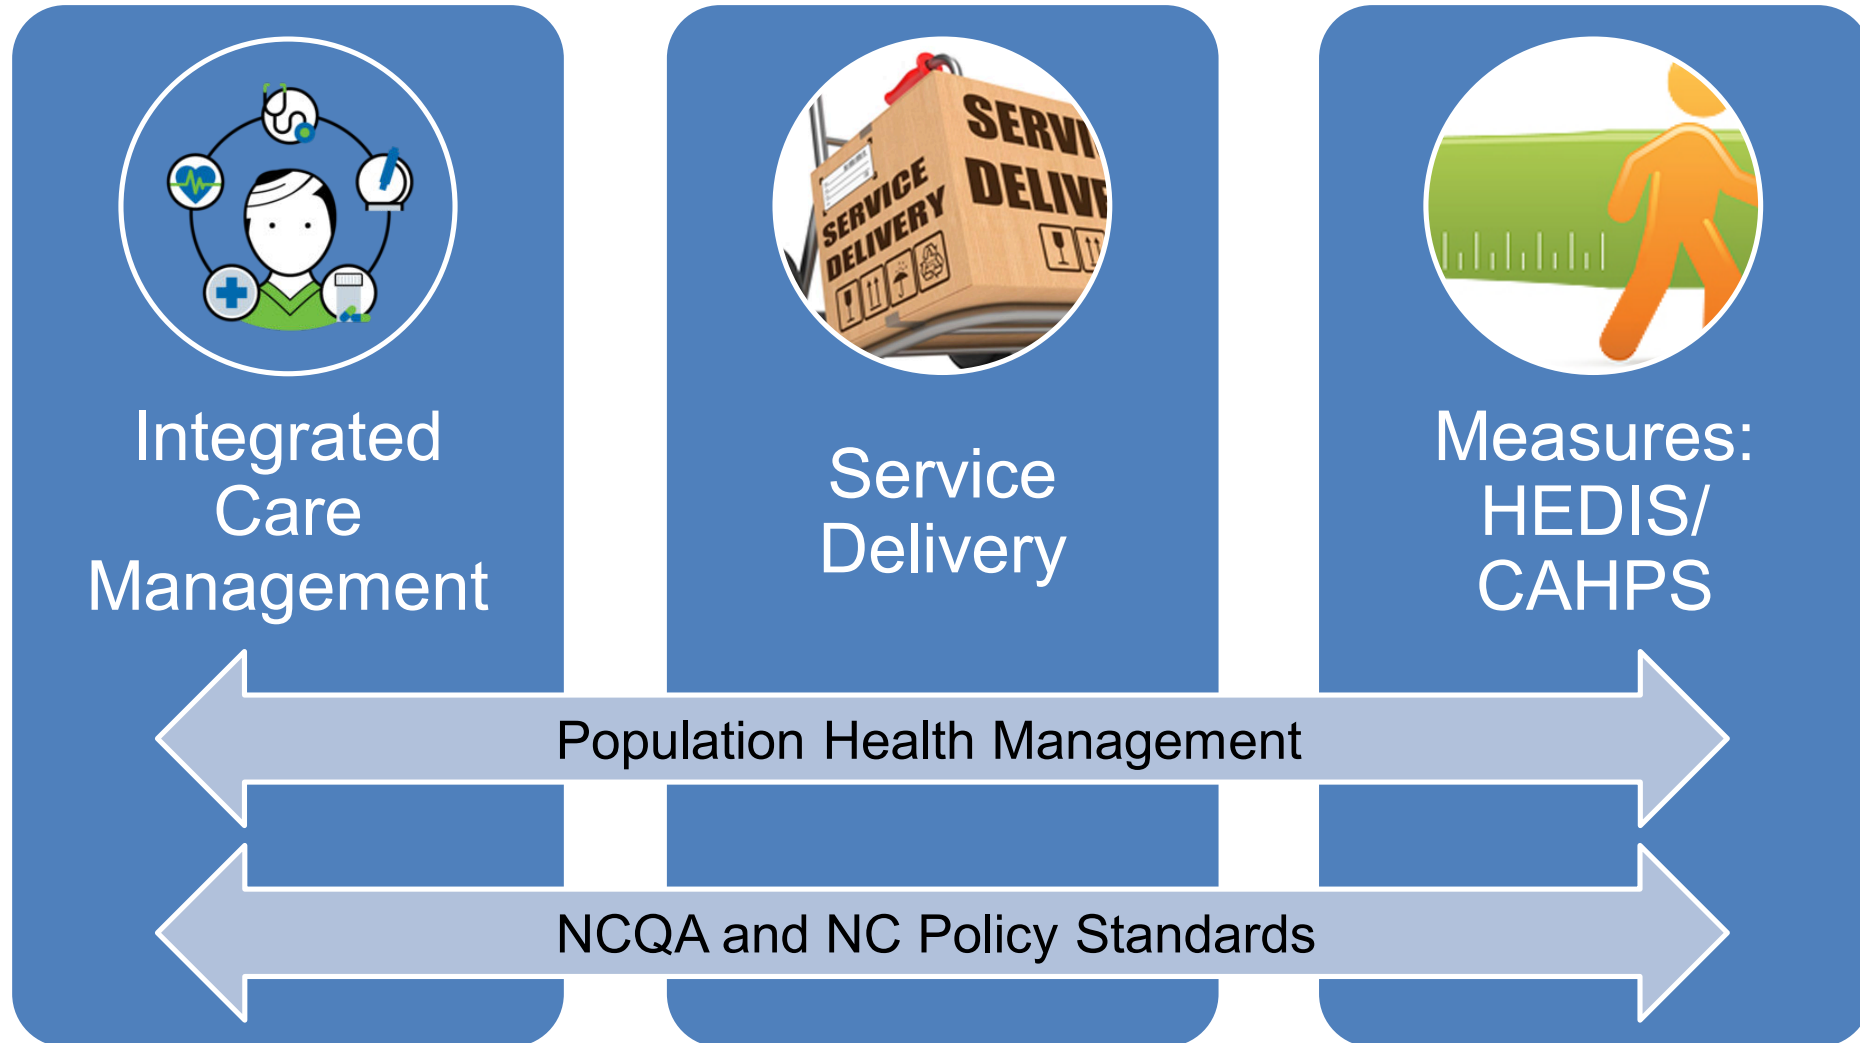 SERVICE
DELIVERY
DELIV
Integrated
Care
Management
Service
Delivery
Measures:
HEDIS/
CAHPS
Population Health Management
NCQA and NC Policy Standards